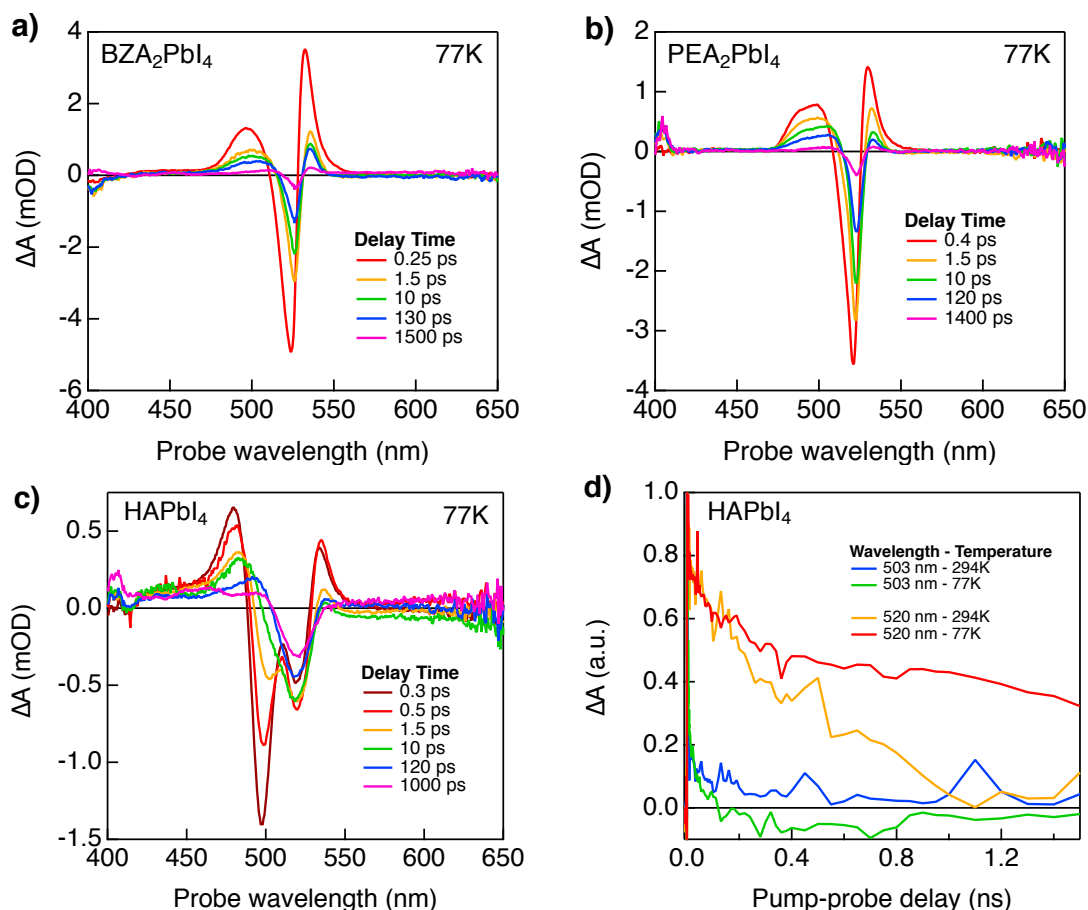 a)
BZA₂PbI₄
77K
4
2
0
-2
-4
-6
ΔA (mOD)
Delay Time
0.25 ps
1.5 ps
10 ps
130 ps
1500 ps
400 450 500 550 600 650
Probe wavelength (nm)
b)
PEA₂PbI₄
77K
2
1
0
-1
-2
-3
-4
ΔA (mOD)
Delay Time
0.4 ps
1.5 ps
10 ps
120 ps
1400 ps
400 450 500 550 600 650
Probe wavelength (nm)
c)
HAPbI₄
77K
0.5
0.0
-0.5
-1.0
-1.5
ΔA (mOD)
Delay Time
0.3 ps
0.5 ps
1.5 ps
10 ps
120 ps
1000 ps
400 450 500 550 600 650
Probe wavelength (nm)
d)
HAPbI₄
1.0
0.8
0.6
0.4
0.2
0.0
ΔA (a.u.)
Wavelength - Temperature
503 nm - 294K
503 nm - 77K
520 nm - 294K
520 nm - 77K
0.0 0.4 0.8 1.2
Pump-probe delay (ns)